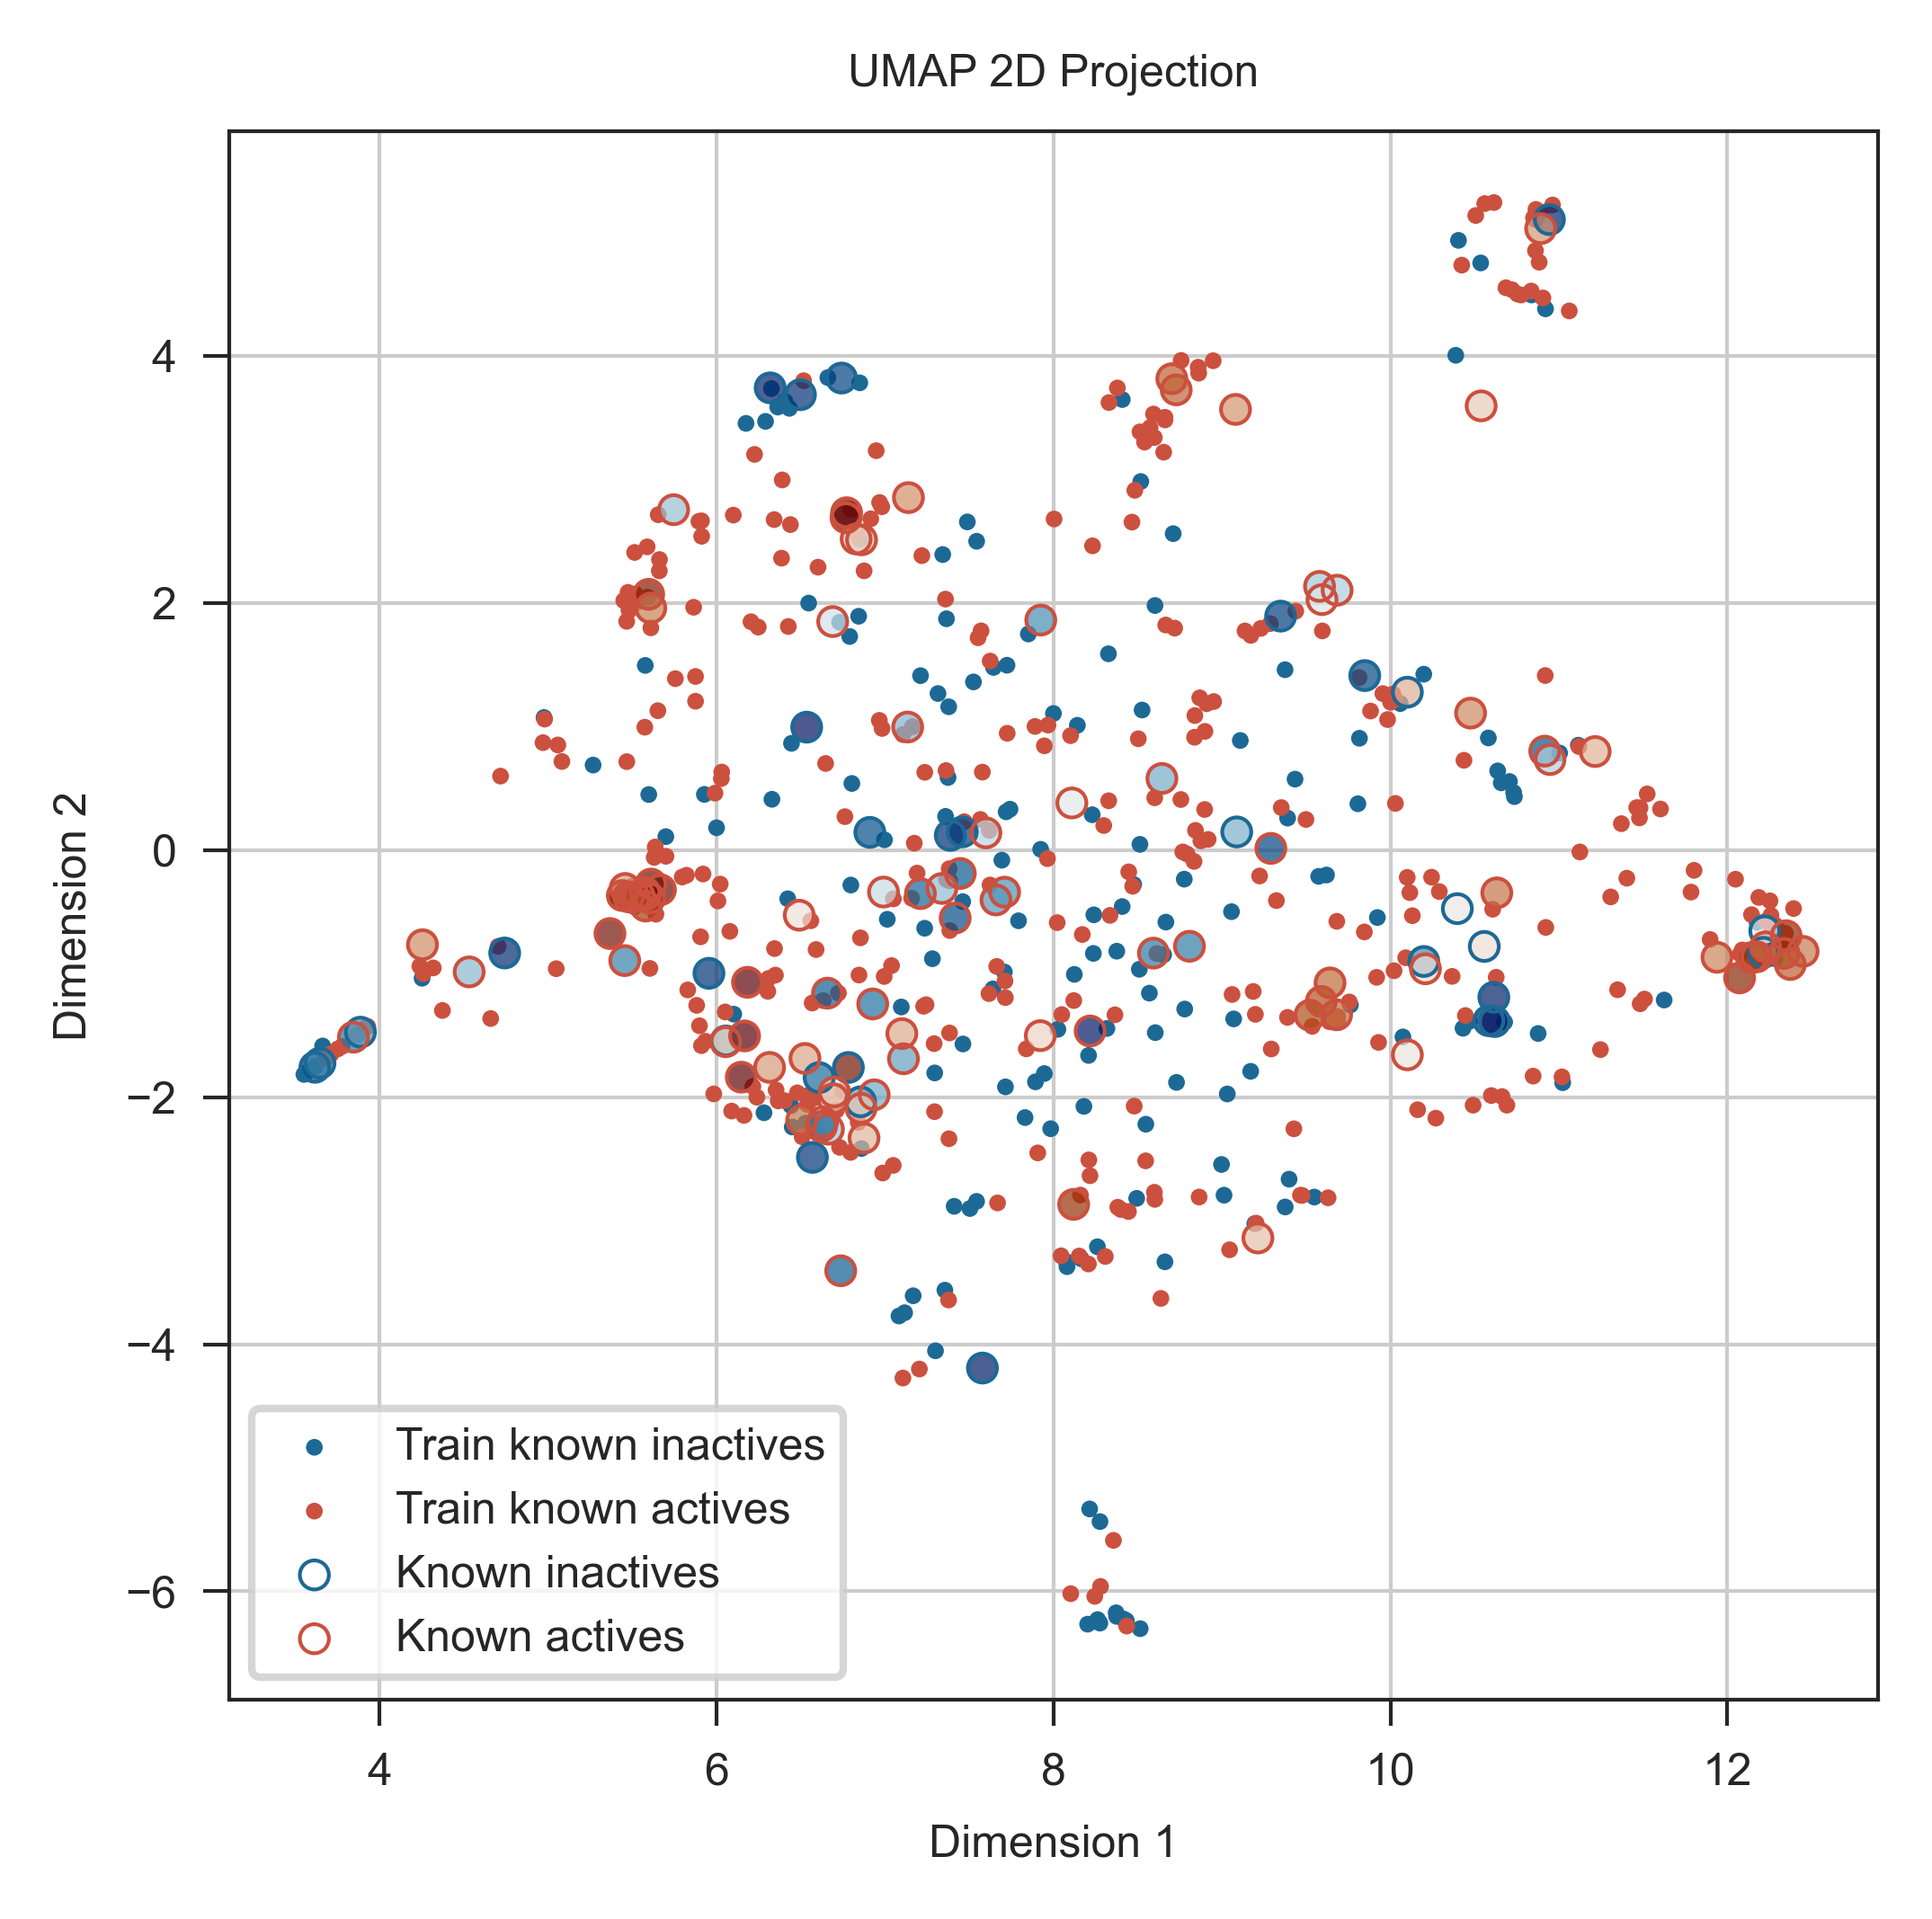 UMAP 2D Projection
4
2
0
−2
−4
−6
Dimension 2
Train known inactives
Train known actives
Known inactives
Known actives
4
6
8
10
12
Dimension 1